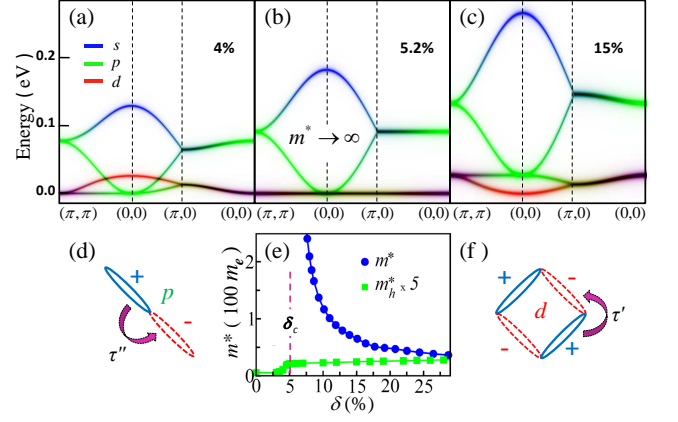 (a) (b) (c)
4% 5.2% 15%
s
p
d
Energy (eV)
0.2
0.1
0.0
m* → ∞
(π,π) (0,0) (π,0) (0,0) (π,π) (0,0) (π,0) (0,0) (π,π) (0,0) (π,0) (0,0)
(d) (e) (f)
+ p -
τ''
m* ( 100 mₑ )
2
1
0
m*
m*ₕ x 5
δ꜀
0 5 10 15 20 25
δ (%)
+ -
d
- +
τ'